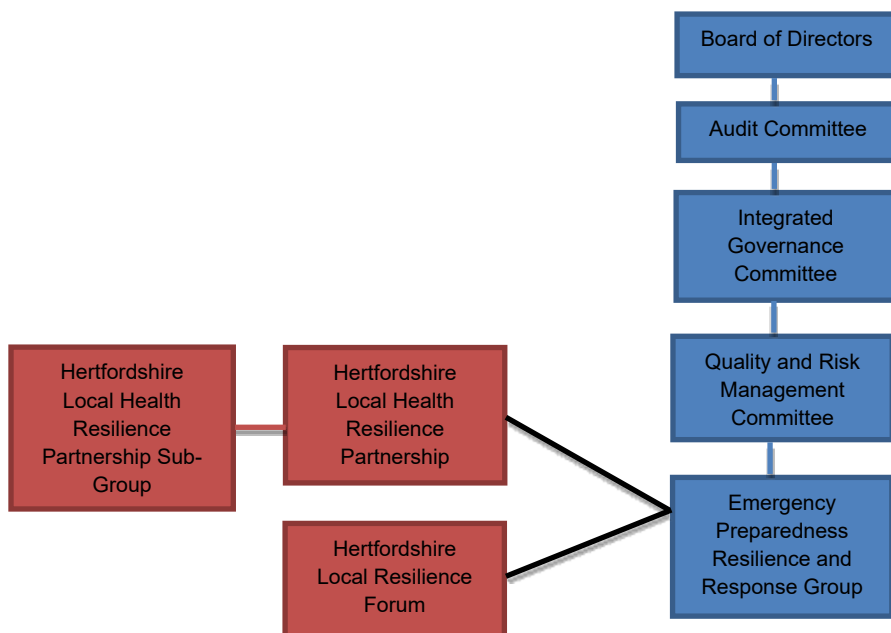 Board of Directors
Audit Committee
Integrated
Governance
Committee
Quality and Risk
Management
Committee
Hertfordshire
Local Health
Resilience
Partnership Sub-
Group
Hertfordshire
Local Health
Resilience
Partnership
Emergency
Preparedness
Resilience and
Response Group
Hertfordshire
Local Resilience
Forum